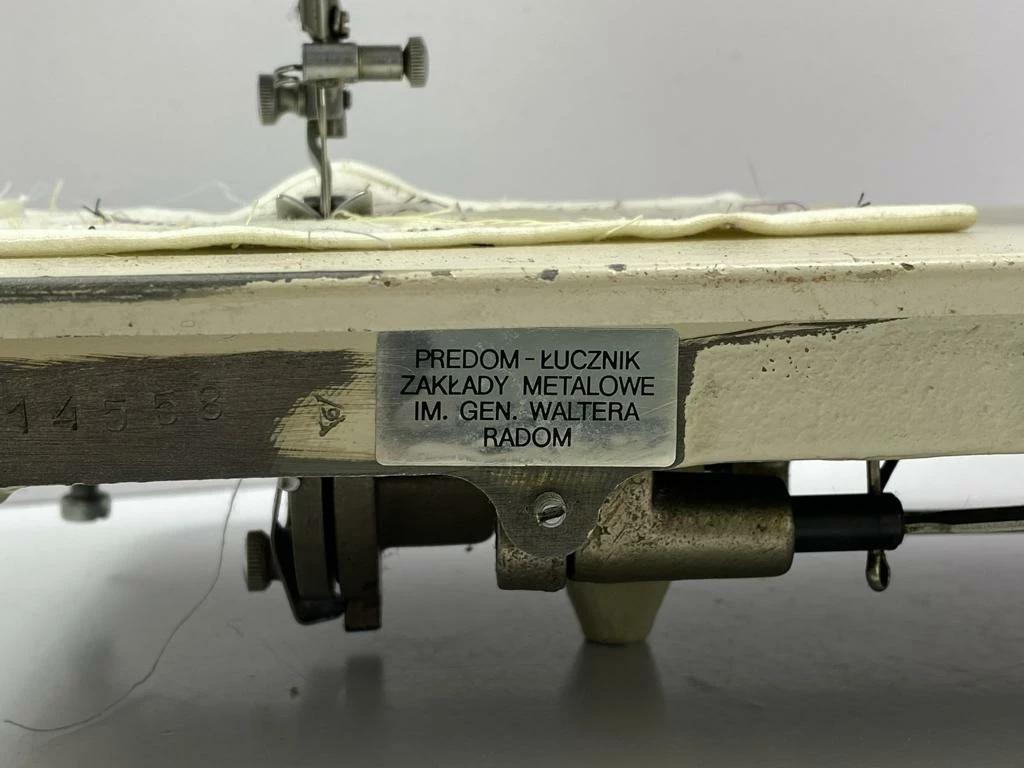 PREDOM - ŁUCZNIK
ZAKŁADY METALOWE
IM. GEN. WALTERA
RADOM
14558